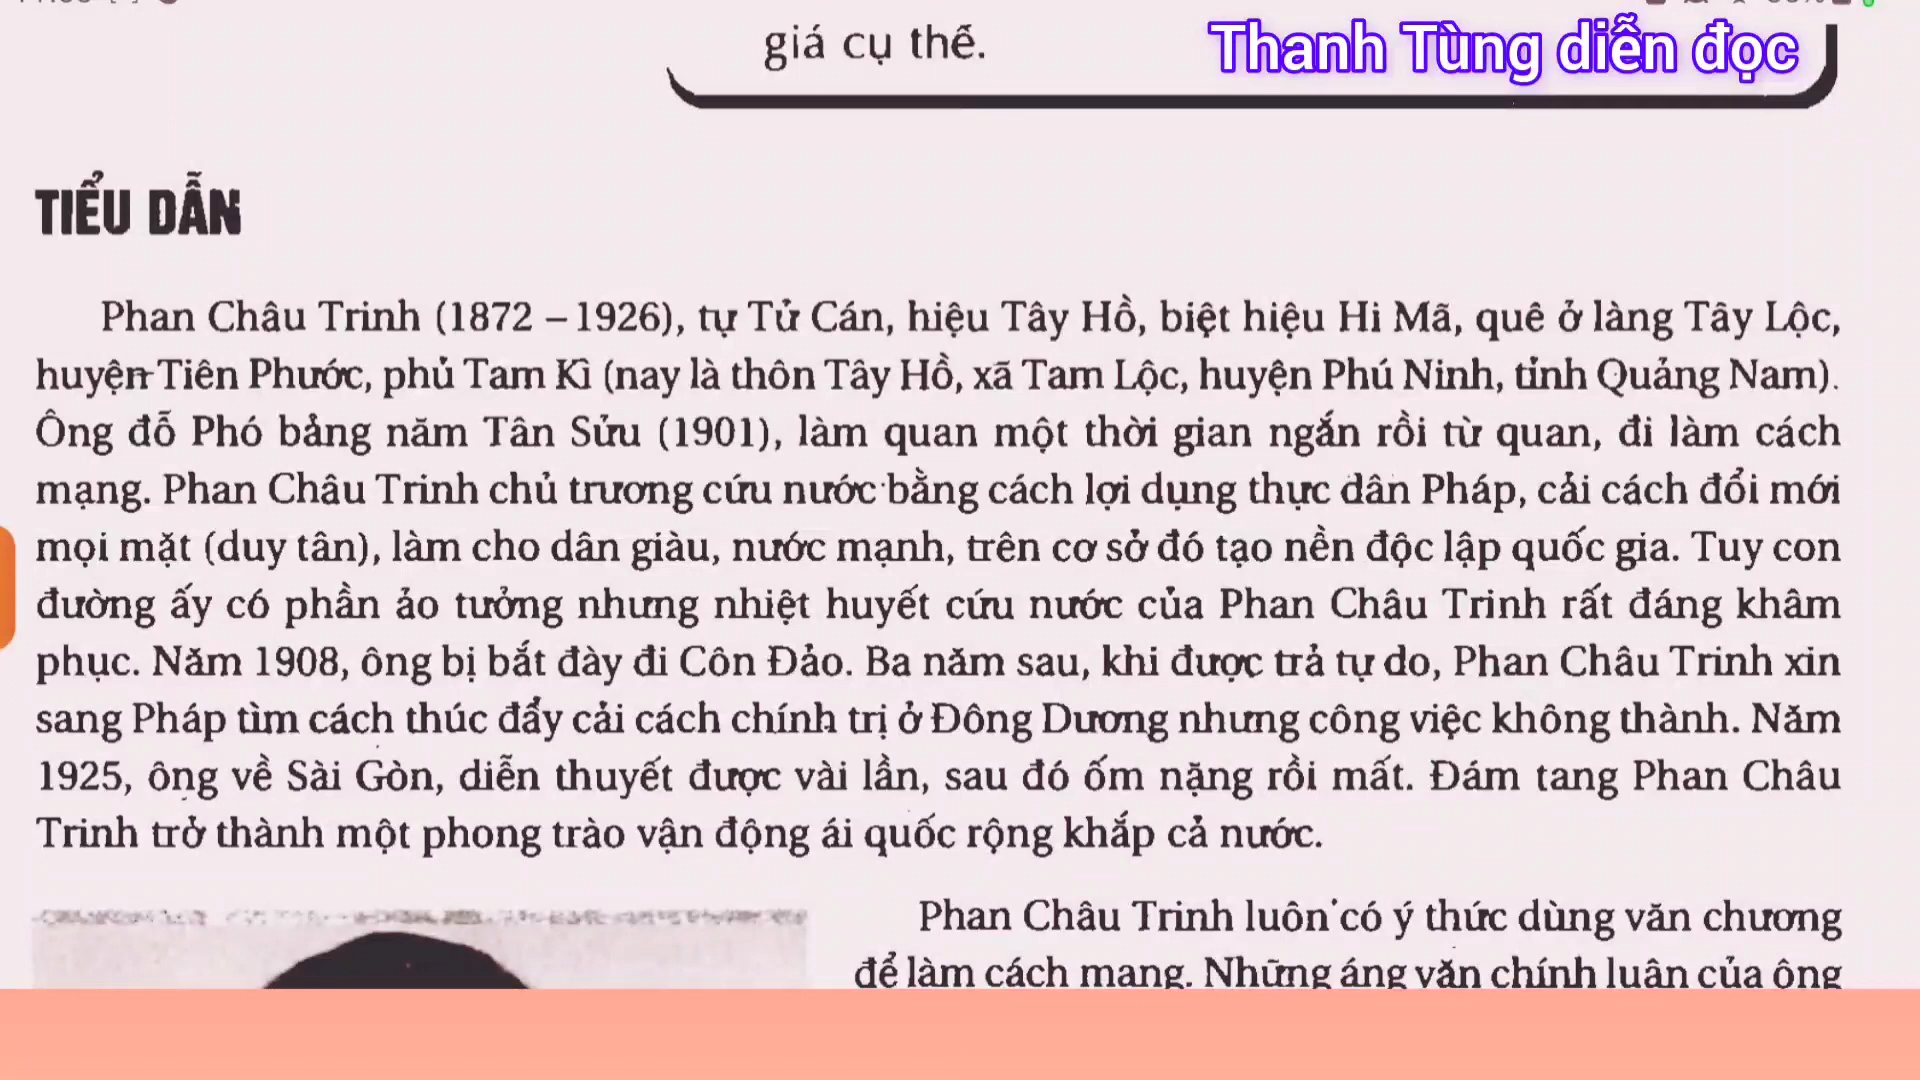 giá cụ thể.
Thanh Tùng diễn đọc
TIỂU DẪN
Phan Châu Trinh (1872 – 1926), tự Tử Cán, hiệu Tây Hồ, biệt hiệu Hi Mã, quê ở làng Tây Lộc,
huyện Tiên Phước, phủ Tam Kì (nay là thôn Tây Hồ, xã Tam Lộc, huyện Phú Ninh, tỉnh Quảng Nam).
Ông đỗ Phó bảng năm Tân Sửu (1901), làm quan một thời gian ngắn rồi từ quan, đi làm cách
mạng. Phan Châu Trinh chủ trương cứu nước bằng cách lợi dụng thực dân Pháp, cải cách đổi mới
mọi mặt (duy tân), làm cho dân giàu, nước mạnh, trên cơ sở đó tạo nền độc lập quốc gia. Tuy con
đường ấy có phần ảo tưởng nhưng nhiệt huyết cứu nước của Phan Châu Trinh rất đáng khâm
phục. Năm 1908, ông bị bắt đày đi Côn Đảo. Ba năm sau, khi được trả tự do, Phan Châu Trinh xin
sang Pháp tìm cách thúc đẩy cải cách chính trị ở Đông Dương nhưng công việc không thành. Năm
1925, ông về Sài Gòn, diễn thuyết được vài lần, sau đó ốm nặng rồi mất. Đám tang Phan Châu
Trinh trở thành một phong trào vận động ái quốc rộng khắp cả nước.
Phan Châu Trinh luôn có ý thức dùng văn chương
để làm cách mạng. Những áng văn chính luận của ông